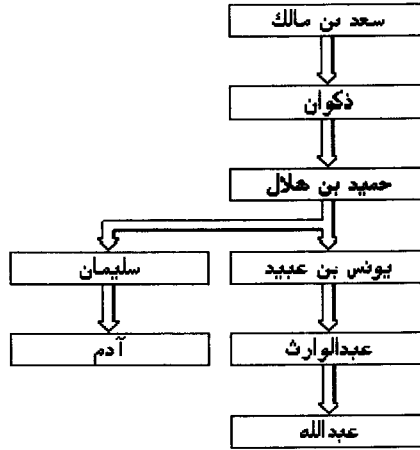 سعد بن مالك
ذكوان
حميد بن هلال
يونس بن عبيد
سليمان
عبدالوارث
آدم
عبدالله